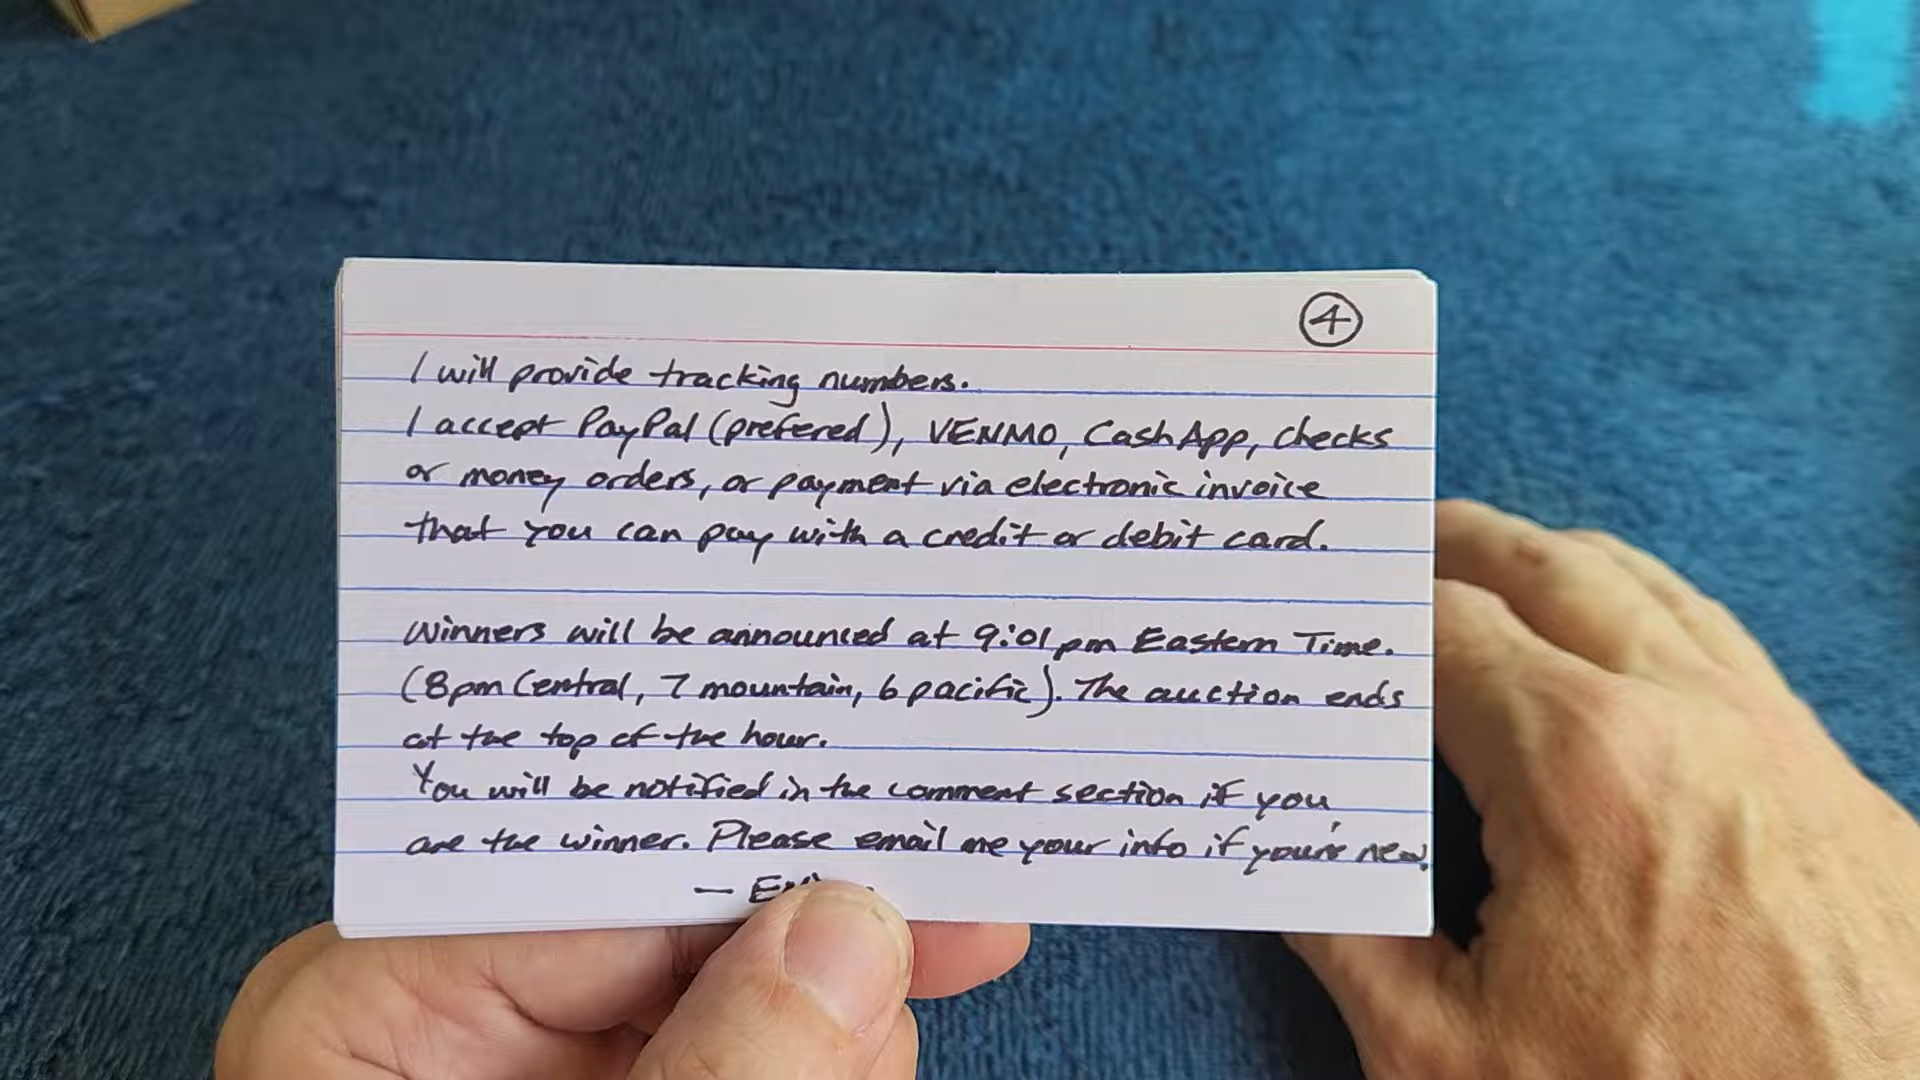 4
I will provide tracking numbers.
I accept PayPal (prefered), VENMO, Cash App, checks
or money orders, or payment via electronic invoice
that you can pay with a credit or debit card.
Winners will be announced at 9:01 pm Eastern Time.
(8pm Central, 7 mountain, 6 pacific). The auction ends
at the top of the hour.
You will be notified in the comment section if you
are the winner. Please email me your info if you're new.